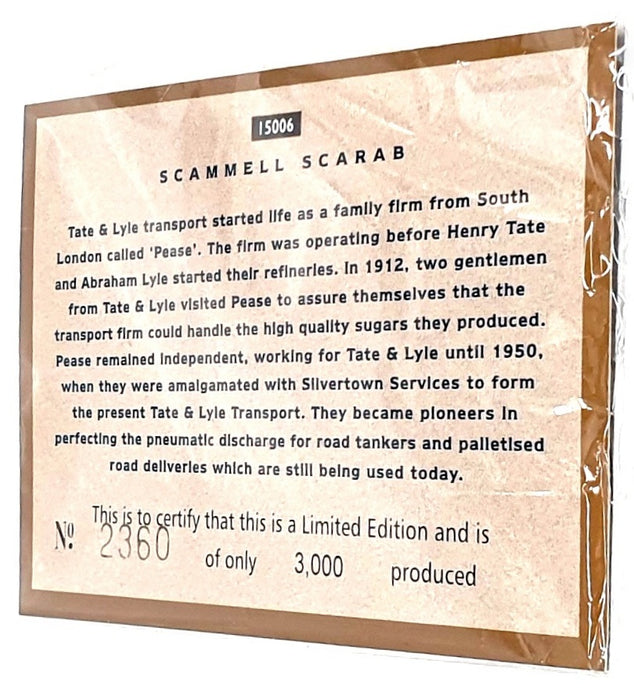 15006
SCAMMELL SCARAB
Tate & Lyle transport started life as a family firm from South
London called 'Pease'. The firm was operating before Henry Tate
and Abraham Lyle started their refineries. In 1912, two gentlemen
from Tate & Lyle visited Pease to assure themselves that the
transport firm could handle the high quality sugars they produced.
Pease remained independent, working for Tate & Lyle until 1950,
when they were amalgamated with Silvertown Services to form
the present Tate & Lyle Transport. They became pioneers in
perfecting the pneumatic discharge for road tankers and palletised
road deliveries which are still being used today.
This is to certify that this is a Limited Edition and is
No. 2360 of only 3,000 produced